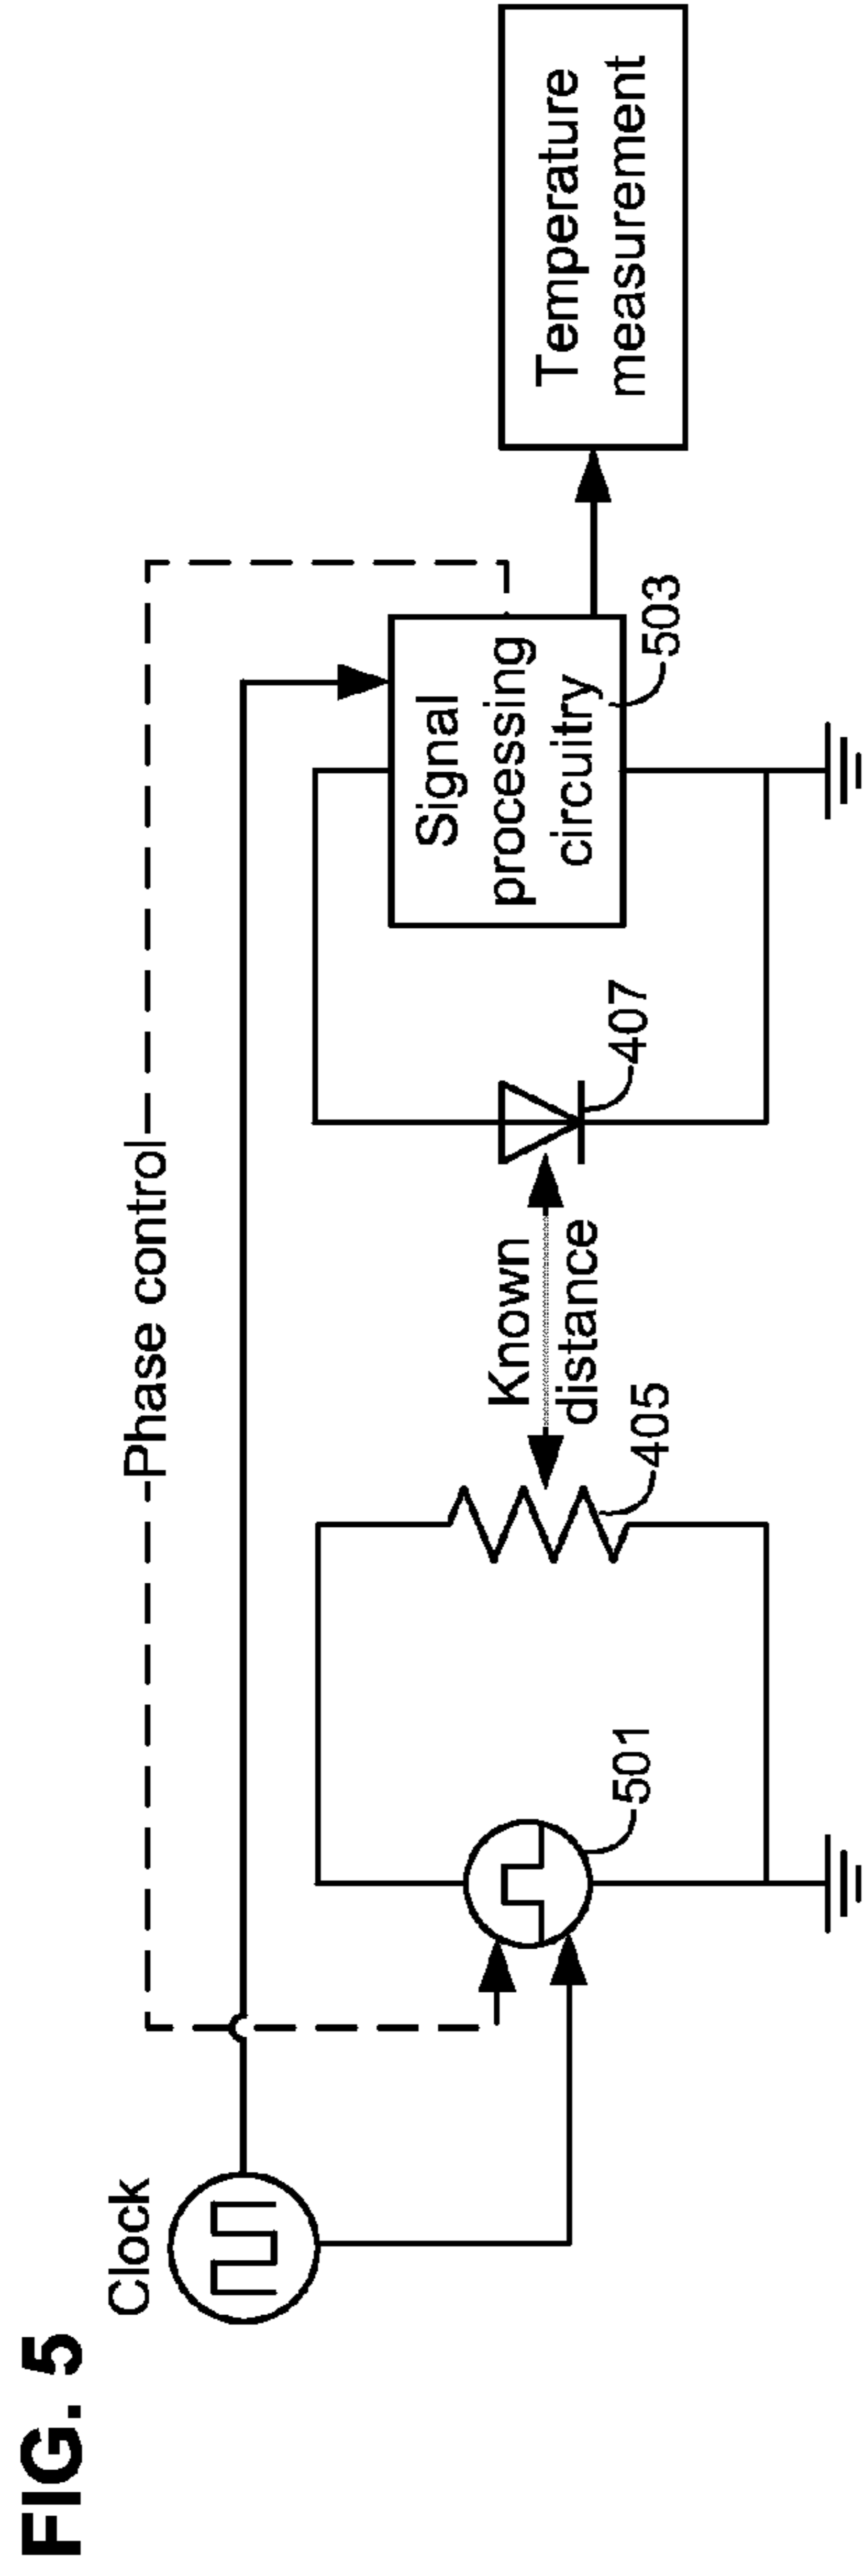 FIG. 5
Clock
Phase control
501
405
Known
distance
407
Signal
processing
circuitry
503
Temperature
measurement